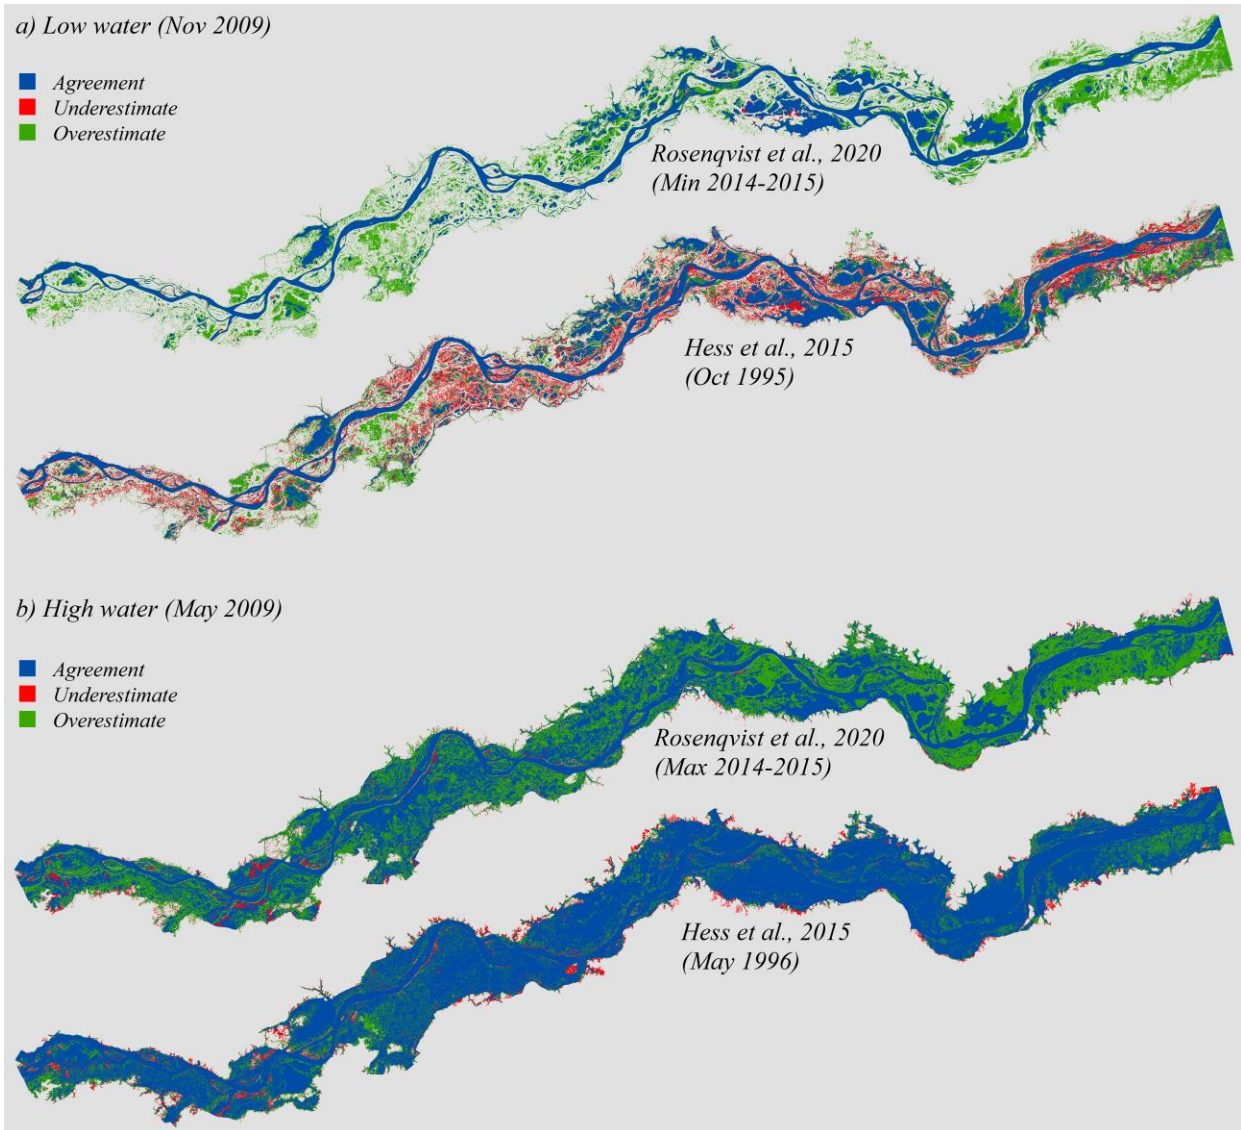 a) Low water (Nov 2009)
Agreement
Underestimate
Overestimate
Rosenqvist et al., 2020
(Min 2014-2015)
Hess et al., 2015
(Oct 1995)
b) High water (May 2009)
Agreement
Underestimate
Overestimate
Rosenqvist et al., 2020
(Max 2014-2015)
Hess et al., 2015
(May 1996)